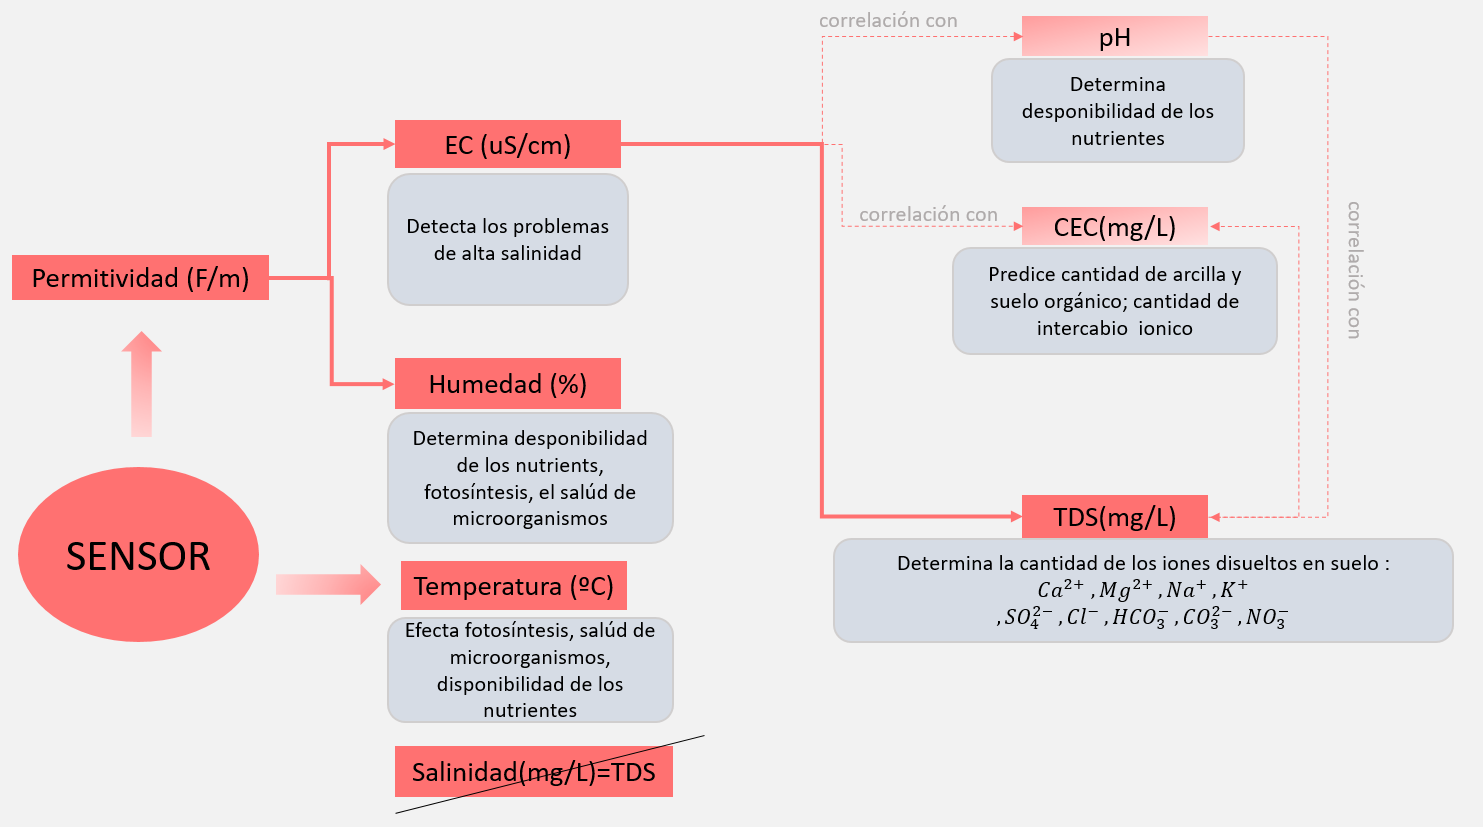 correlación con
pH
Determina
desponibilidad de los
nutrientes
EC (uS/cm)
Detecta los problemas
de alta salinidad
correlación con
CEC(mg/L)
Predice cantidad de arcilla y
suelo orgánico; cantidad de
intercabio ionico
correlación con
Permitividad (F/m)
Humedad (%)
Determina desponibilidad
de los nutrients,
fotosíntesis, el salúd de
microorganismos
SENSOR
TDS(mg/L)
Determina la cantidad de los iones disueltos en suelo :
Ca²⁺ , Mg²⁺ , Na⁺ , K⁺
, SO₄²⁻ , Cl⁻ , HCO₃⁻ , CO₃²⁻ , NO₃⁻
Temperatura (ºC)
Efecta fotosíntesis, salúd de
microorganismos,
disponibilidad de los
nutrientes
Salinidad(mg/L)=TDS